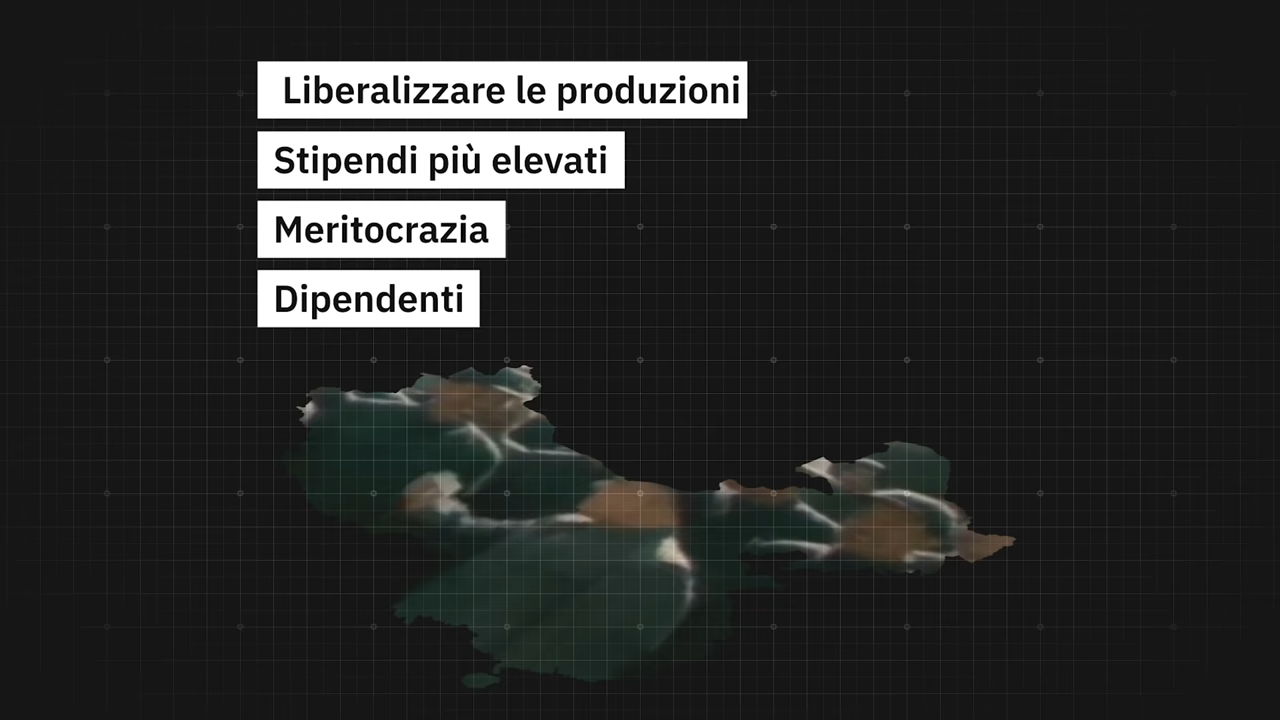 Liberalizzare le produzioni
Stipendi più elevati
Meritocrazia
Dipendenti